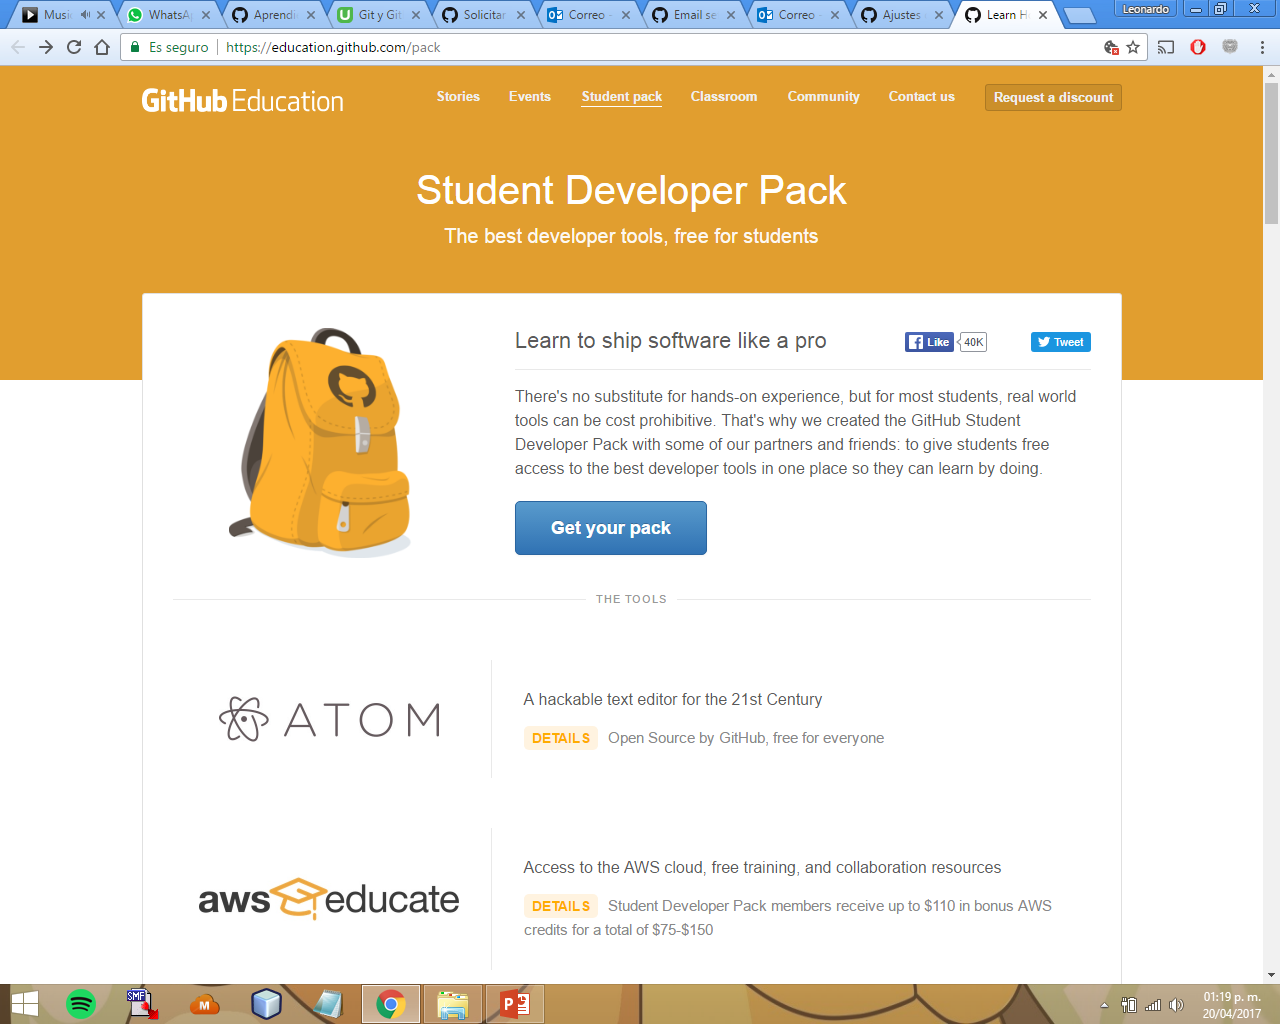 Musi
WhatsA
Aprendi
Git y Git
Solicitar
Correo -
Email se
Correo -
Ajustes
Learn H
Leonardo
Es seguro
https://education.github.com/pack
GitHub Education
Stories
Events
Student pack
Classroom
Community
Contact us
Request a discount
Student Developer Pack
The best developer tools, free for students
Learn to ship software like a pro
Like
40K
Tweet
There's no substitute for hands-on experience, but for most students, real world
tools can be cost prohibitive. That's why we created the GitHub Student
Developer Pack with some of our partners and friends: to give students free
access to the best developer tools in one place so they can learn by doing.
Get your pack
THE TOOLS
ATOM
A hackable text editor for the 21st Century
DETAILS Open Source by GitHub, free for everyone
aws educate
Access to the AWS cloud, free training, and collaboration resources
DETAILS Student Developer Pack members receive up to $110 in bonus AWS
credits for a total of $75-$150
SMF
M
01:19 p. m.
20/04/2017